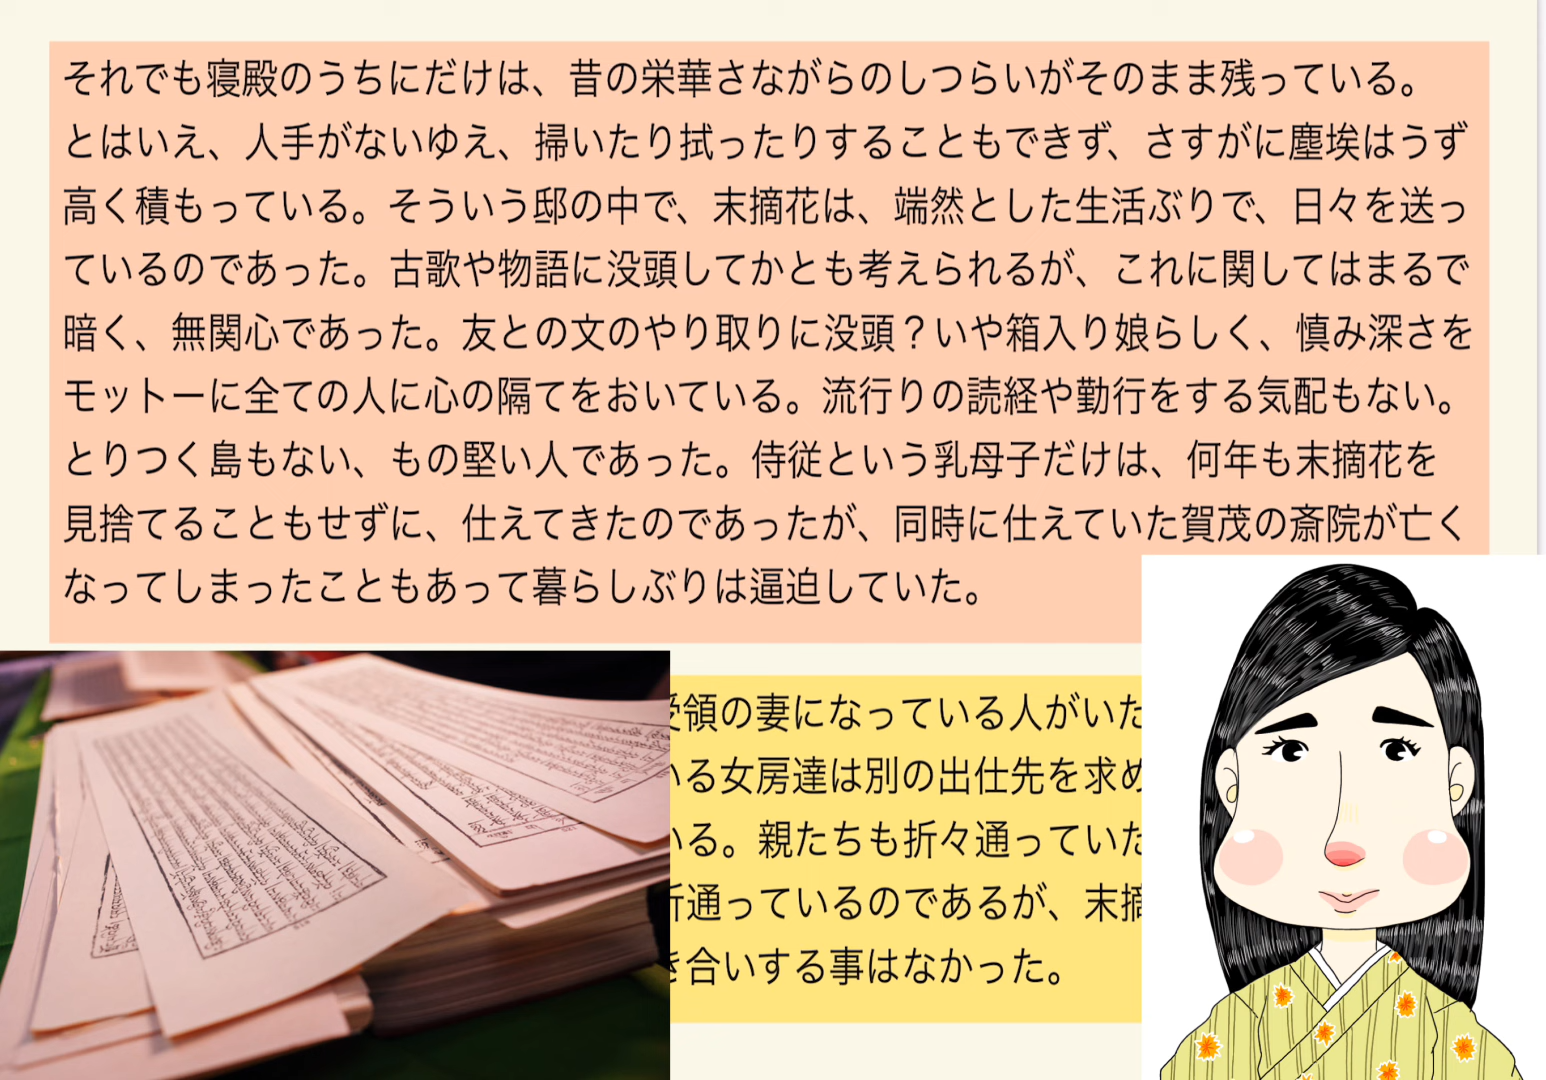 それでも寝殿のうちにだけは、昔の栄華さながらのしつらいがそのまま残っている。
とはいえ、人手がないゆえ、掃いたり拭ったりすることもできず、さすがに塵埃はうず
高く積もっている。そういう邸の中で、末摘花は、端然とした生活ぶりで、日々を送っ
ているのであった。古歌や物語に没頭してかとも考えられるが、これに関してはまるで
暗く、無関心であった。友との文のやり取りに没頭？いや箱入り娘らしく、慎み深さを
モットーに全ての人に心の隔てをおいている。流行りの読経や勤行をする気配もない。
とりつく島もない、もの堅い人であった。侍従という乳母子だけは、何年も末摘花を
見捨てることもせずに、仕えてきたのであったが、同時に仕えていた賀茂の斎院が亡く
なってしまったこともあって暮らしぶりは逼迫していた。
領の妻になっている人がいた
る女房達は別の出仕先を求め
る。親たちも折々通っていた
通っているのであるが、末摘
合いする事はなかった。